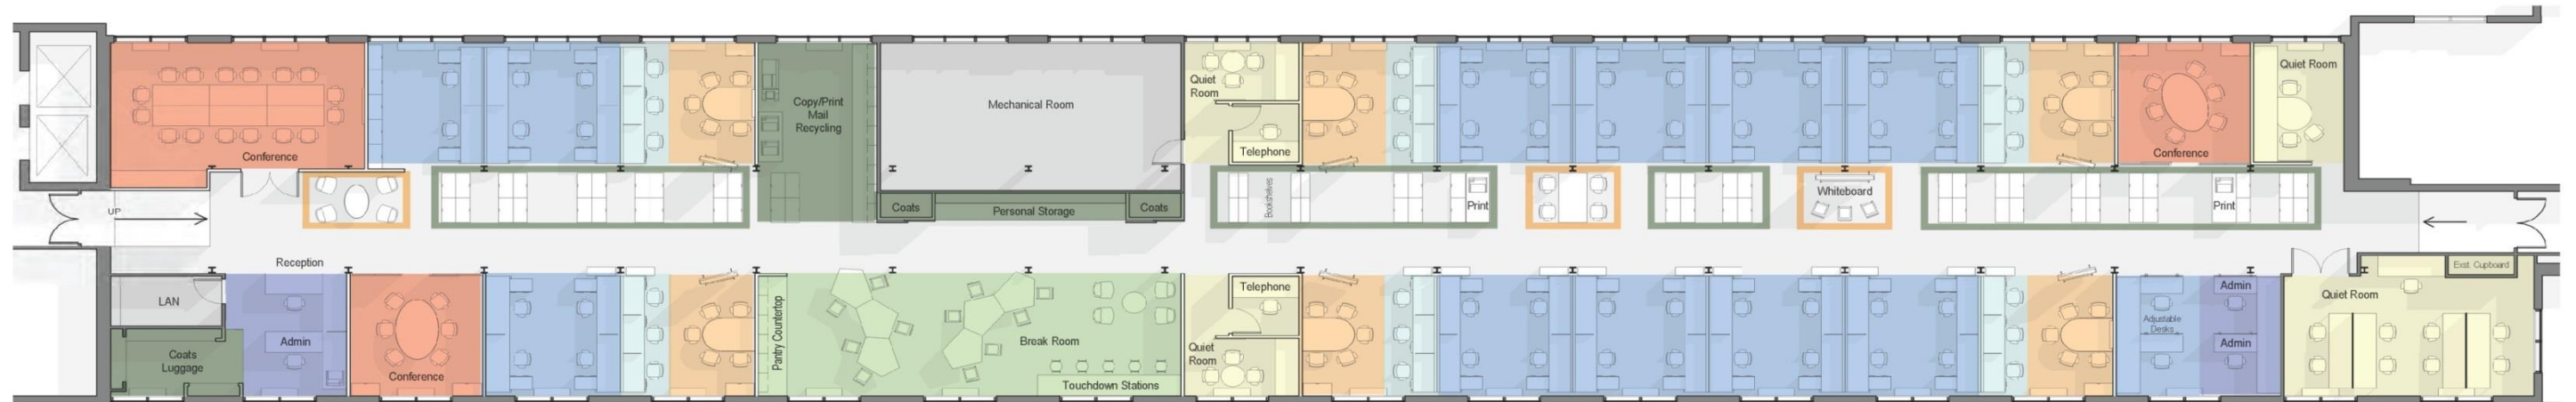 Conference
Copy/Print
Mail
Recycling
Mechanical Room
Quiet
Room
Telephone
Conference
Quiet Room
UP
Coats
Personal Storage
Coats
Bookshelves
Print
Whiteboard
Print
Reception
LAN
Coats
Luggage
Admin
Conference
Pantry Countertop
Break Room
Touchdown Stations
Telephone
Quiet
Room
Adjustable
Desks
Admin
Admin
Quiet Room
Exist. Cupboard